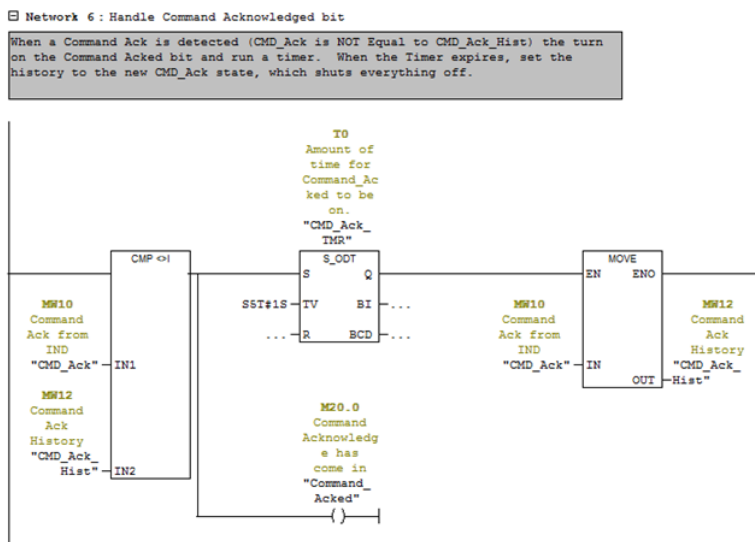 Network 6 : Handle Command Acknowledged bit
When a Command Ack is detected (CMD_Ack is NOT Equal to CMD_Ack_Hist) the turn
on the Command Acked bit and run a timer.  When the Timer expires, set the
history to the new CMD_Ack state, which shuts everything off.
T0
Amount of
time for
Command_Ac
ked to be
on.
"CMD_Ack_
TMR"
CMP <>I
S_ODT
MOVE
S
Q
EN
ENO
MW10
Command
Ack from
IND
"CMD_Ack"
IN1
S5T#1S
TV
BI
...
...
R
BCD
...
MW10
Command
Ack from
IND
"CMD_Ack"
IN
MW12
Command
Ack
History
"CMD_Ack_
Hist"
OUT
MW12
Command
Ack
History
"CMD_Ack_
Hist"
IN2
M20.0
Command
Acknowledg
e has
come in
"Command_
Acked"
( )